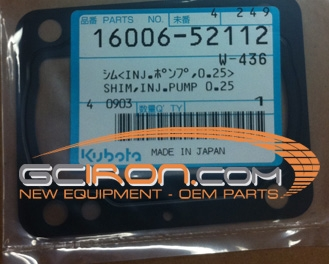 品番 PARTS NO. 末番 4 249
16006-52112
W-436
シム<INJ.ポンプ,0.25>
SHIM,INJ.PUMP 0.25
4 0903 数量Q'TY 1
Kubota MADE IN JAPAN
GCIRON.COM
NEW EQUIPMENT - OEM PARTS